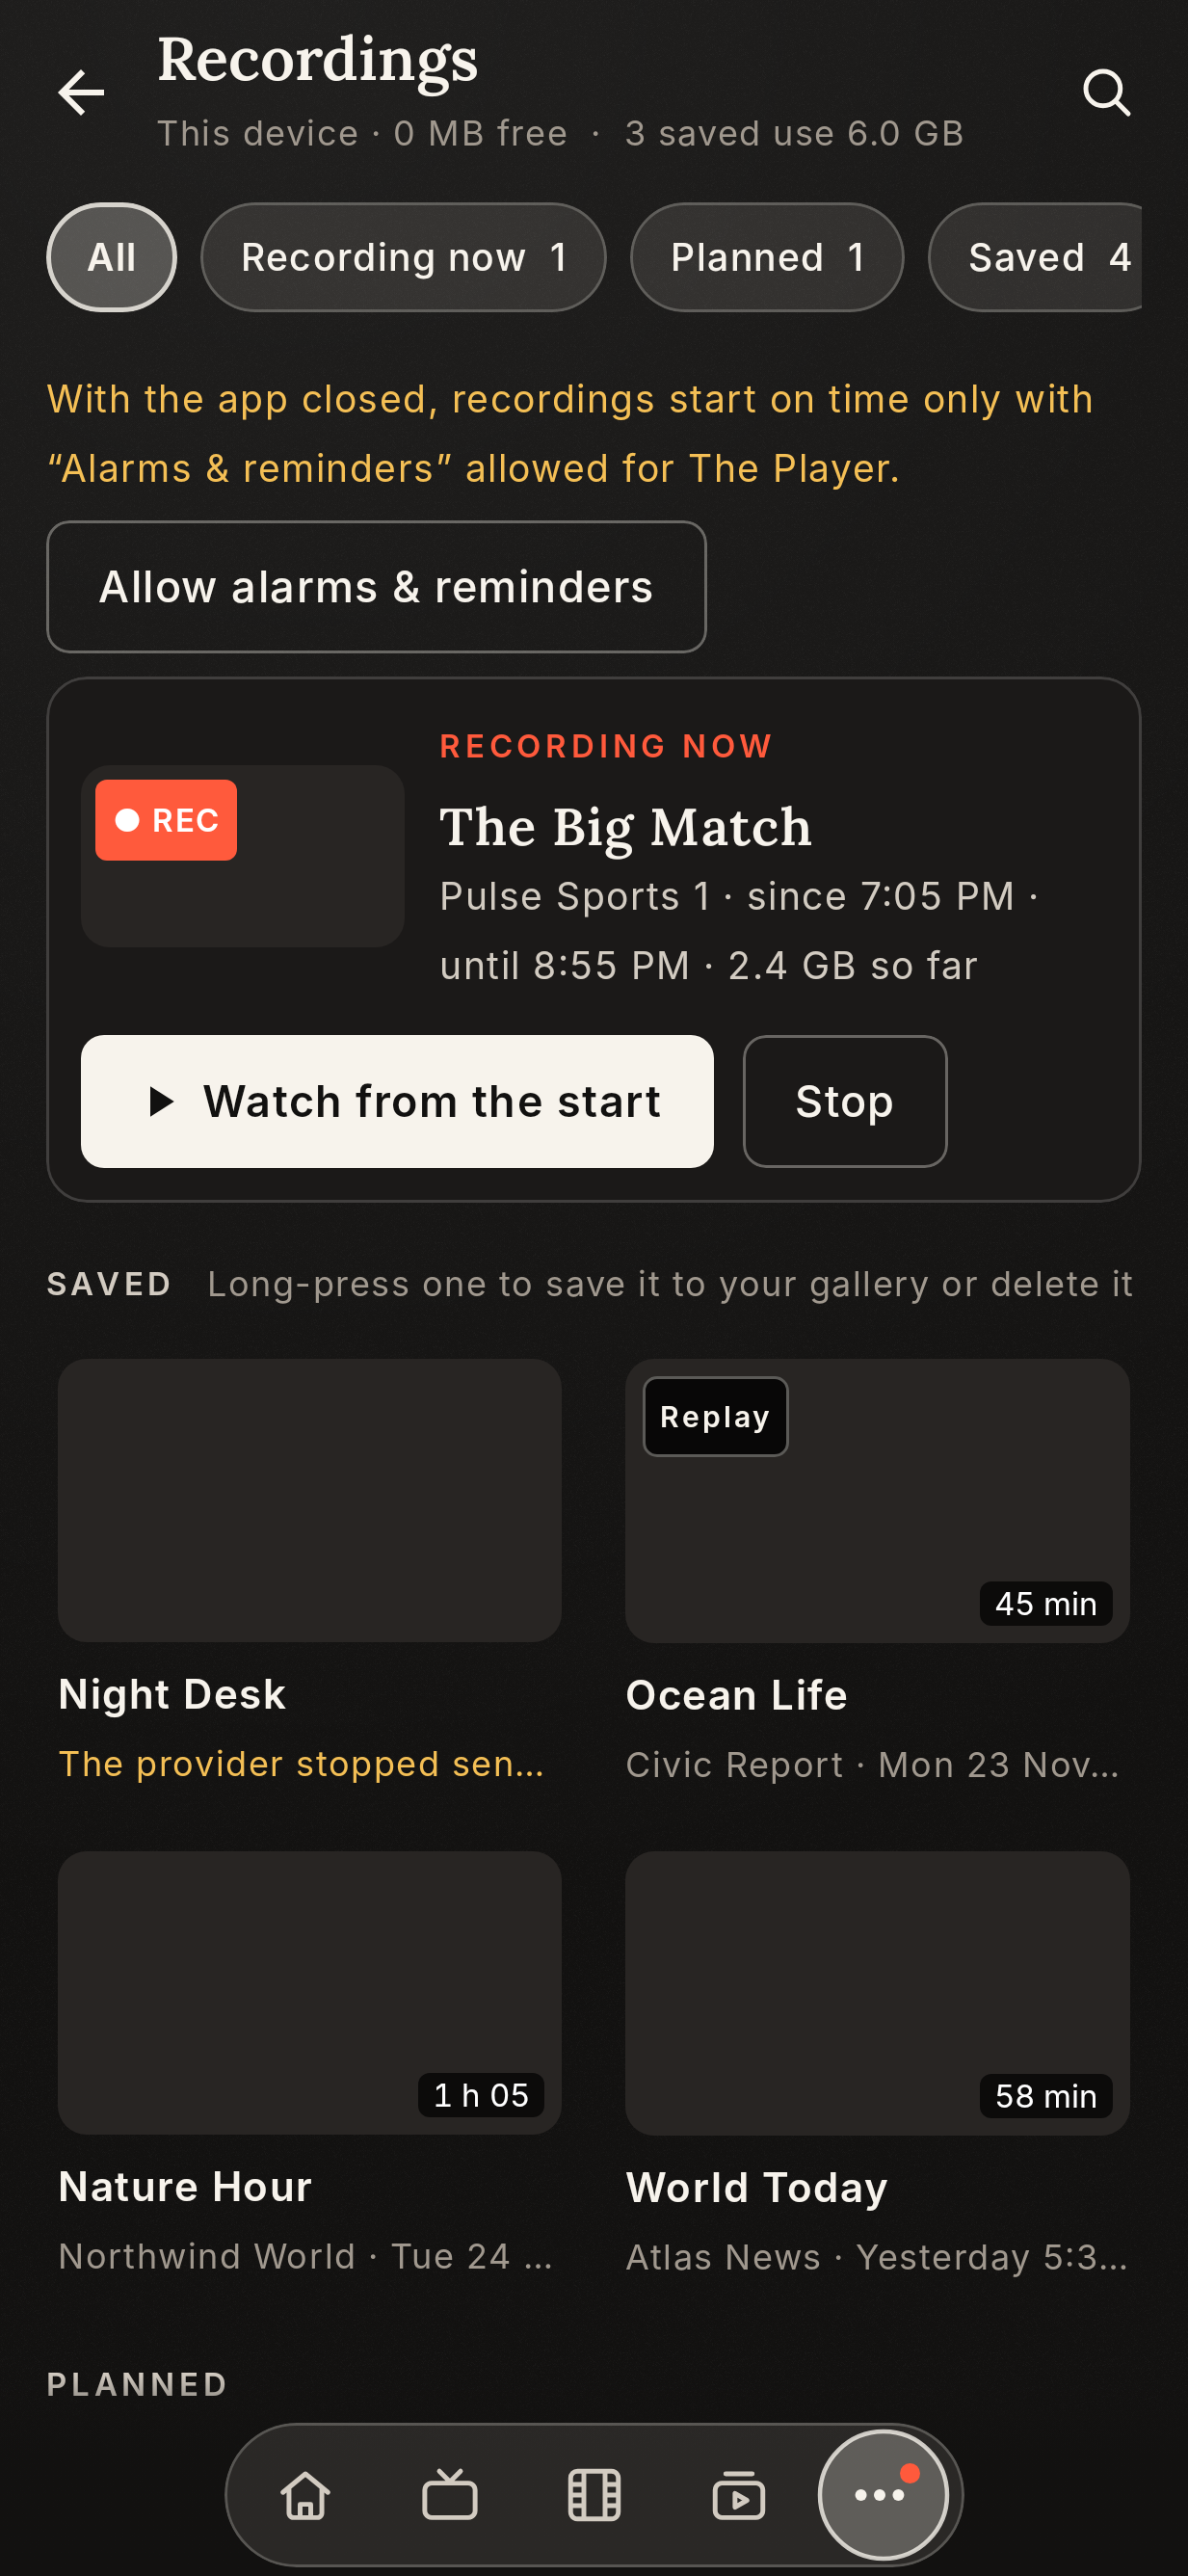 Recordings
This device · 0 MB free · 3 saved use 6.0 GB
All
Recording now 1
Planned 1
Saved 4
With the app closed, recordings start on time only with
“Alarms & reminders” allowed for The Player.
Allow alarms & reminders
RECORDING NOW
REC
The Big Match
Pulse Sports 1 · since 7:05 PM ·
until 8:55 PM · 2.4 GB so far
Watch from the start
Stop
SAVED Long-press one to save it to your gallery or delete it
Replay
45 min
Night Desk
The provider stopped sen…
Ocean Life
Civic Report · Mon 23 Nov…
1 h 05
58 min
Nature Hour
Northwind World · Tue 24 …
World Today
Atlas News · Yesterday 5:3…
PLANNED